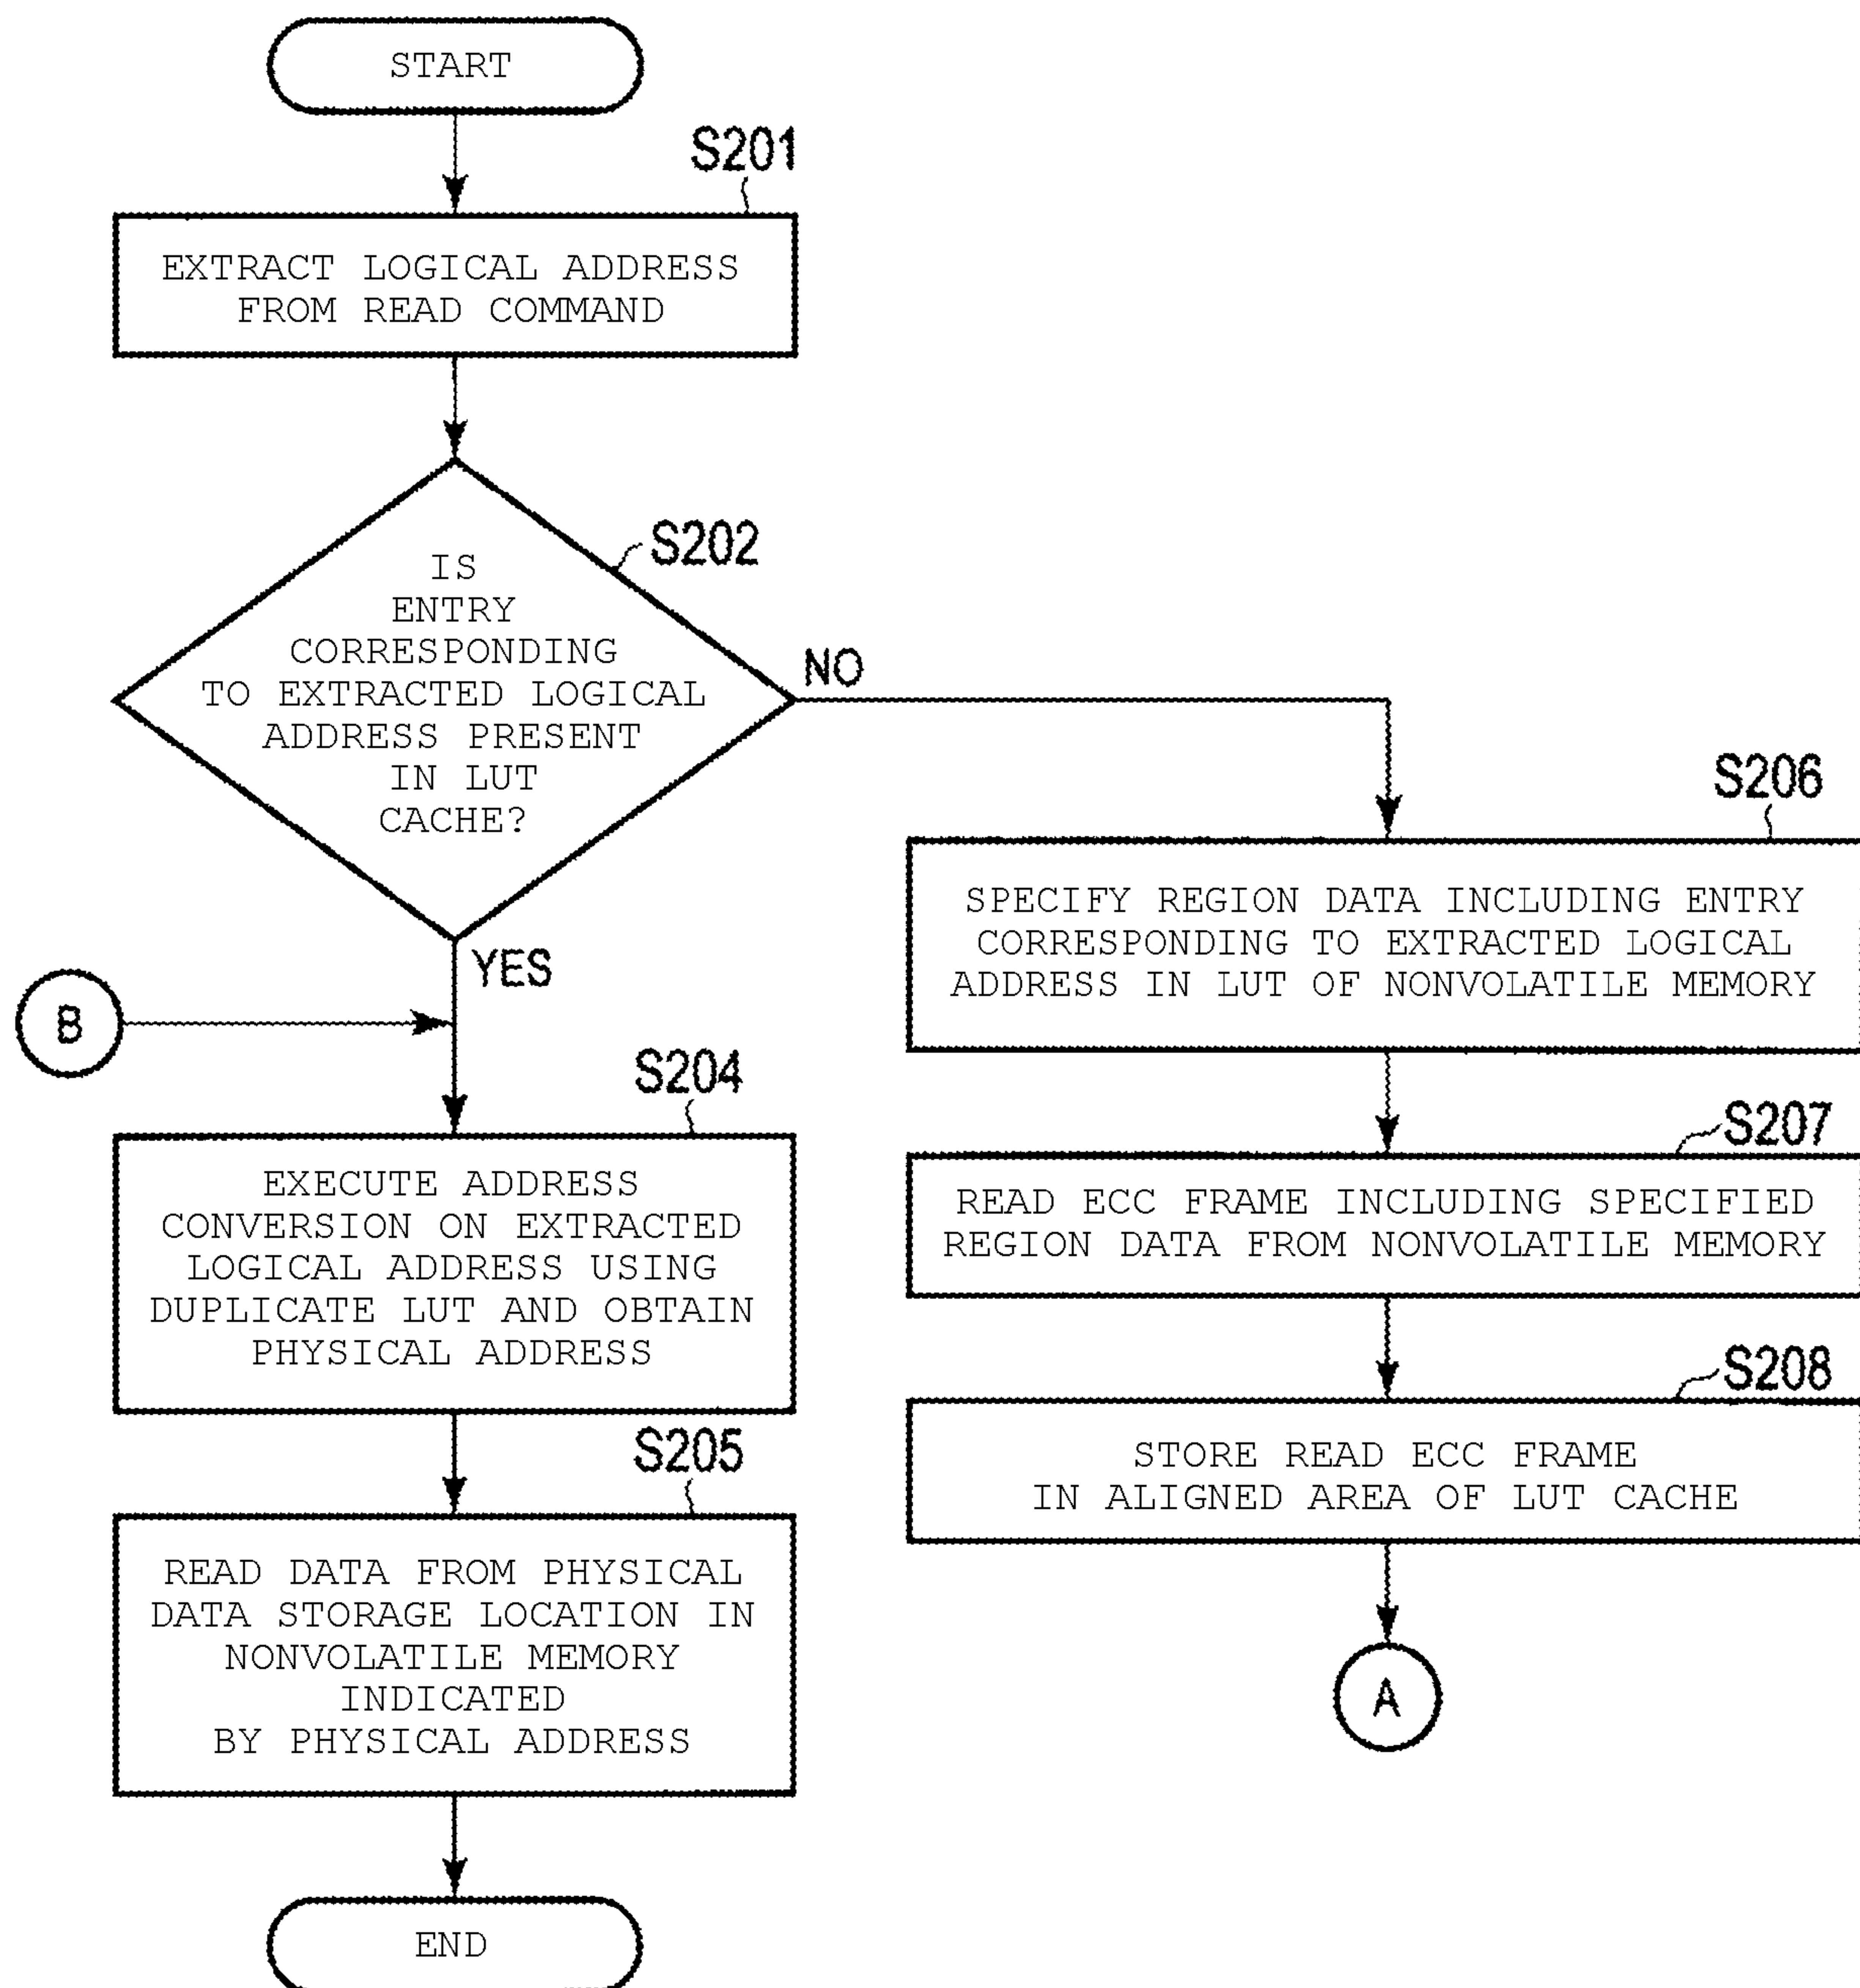 START
S201
EXTRACT LOGICAL ADDRESS
FROM READ COMMAND
S202
IS
ENTRY
CORRESPONDING
TO EXTRACTED LOGICAL
ADDRESS PRESENT
IN LUT
CACHE?
NO
YES
B
S204
EXECUTE ADDRESS
CONVERSION ON EXTRACTED
LOGICAL ADDRESS USING
DUPLICATE LUT AND OBTAIN
PHYSICAL ADDRESS
S205
READ DATA FROM PHYSICAL
DATA STORAGE LOCATION IN
NONVOLATILE MEMORY
INDICATED
BY PHYSICAL ADDRESS
END
S206
SPECIFY REGION DATA INCLUDING ENTRY
CORRESPONDING TO EXTRACTED LOGICAL
ADDRESS IN LUT OF NONVOLATILE MEMORY
S207
READ ECC FRAME INCLUDING SPECIFIED
REGION DATA FROM NONVOLATILE MEMORY
S208
STORE READ ECC FRAME
IN ALIGNED AREA OF LUT CACHE
A